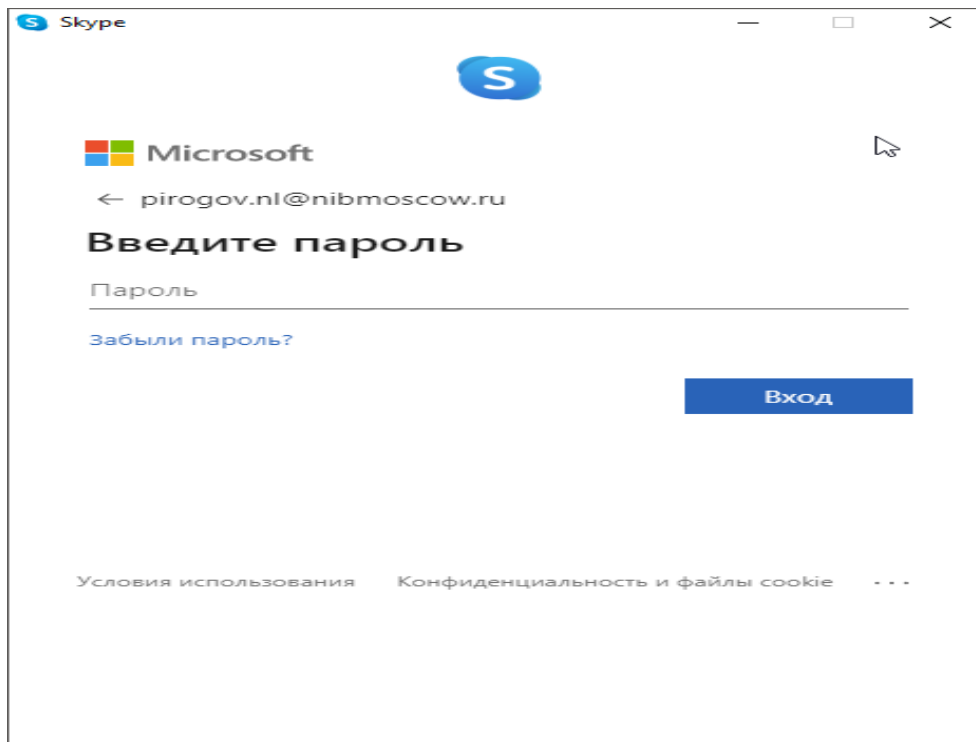 Skype
Microsoft
← pirogov.nl@nibmoscow.ru
Введите пароль
Пароль
Забыли пароль?
Вход
Условия использования Конфиденциальность и файлы cookie ...